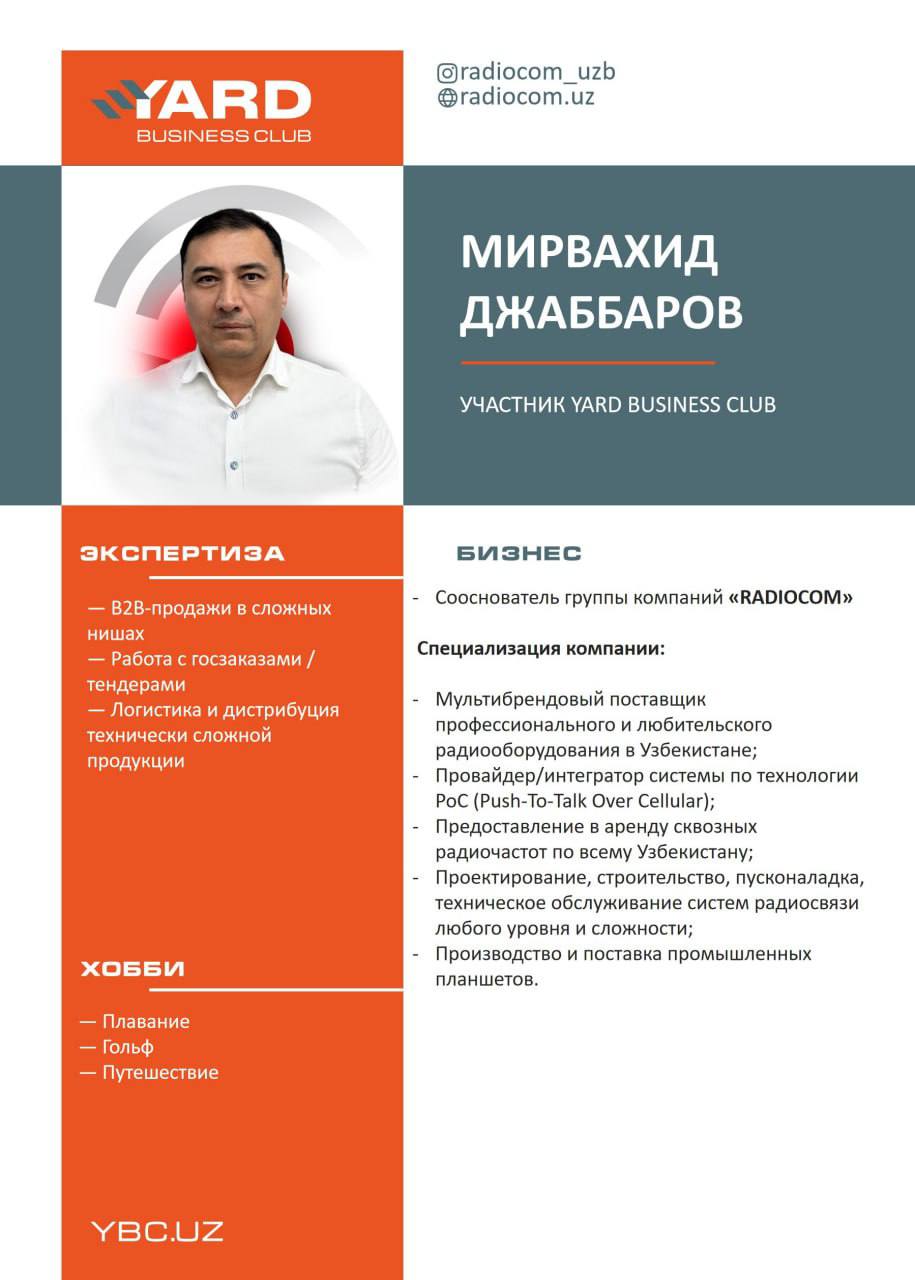 YARD
BUSINESS CLUB
radiocom_uzb
radiocom.uz
МИРВАХИД
ДЖАББАРОВ
УЧАСТНИК YARD BUSINESS CLUB
ЭКСПЕРТИЗА
— B2B-продажи в сложных
нишах
— Работа с госзаказами /
тендерами
— Логистика и дистрибуция
технически сложной
продукции
ХОББИ
— Плавание
— Гольф
— Путешествие
YBC.UZ
БИЗНЕС
- Сооснователь группы компаний «RADIOCOM»
Специализация компании:
- Мультибрендовый поставщик
профессионального и любительского
радиооборудования в Узбекистане;
- Провайдер/интегратор системы по технологии
PoC (Push-To-Talk Over Cellular);
- Предоставление в аренду сквозных
радиочастот по всему Узбекистану;
- Проектирование, строительство, пусконаладка,
техническое обслуживание систем радиосвязи
любого уровня и сложности;
- Производство и поставка промышленных
планшетов.